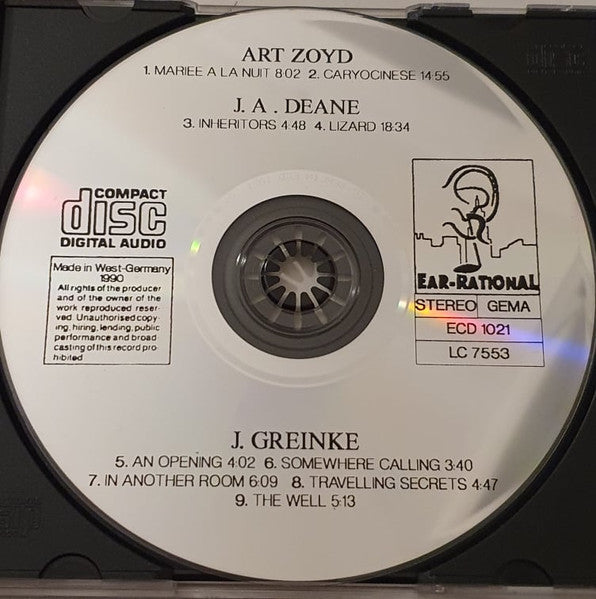 ART ZOYD
1. MARIEE A LA NUIT 8:02 2. CARYOCINESE 14:55
J. A . DEANE
3. INHERITORS 4:48 4. LIZARD 18:34
COMPACT
disc
DIGITAL AUDIO
Made in West-Germany
1990
All rights of the producer
and of the owner of the
work reproduced reser-
ved. Unauthorised copy-
ing, hiring, lending, public
performance and broad
casting of this record pro-
hibited
EAR-RATIONAL
STEREO GEMA
ECD 1021
LC 7553
J. GREINKE
5. AN OPENING 4:02 6. SOMEWHERE CALLING 3:40
7. IN ANOTHER ROOM 6:09 8. TRAVELLING SECRETS 4:47
9. THE WELL 5:13